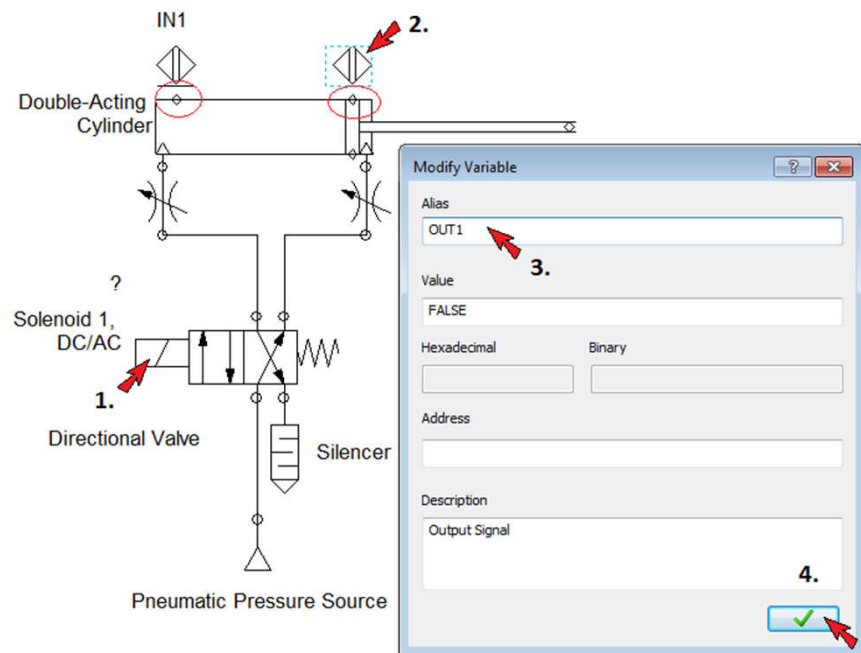 IN1
2.
Double-Acting
Cylinder
?
Solenoid 1,
DC/AC
1.
Directional Valve
Silencer
Pneumatic Pressure Source
Modify Variable
?
Alias
OUT1
3.
Value
FALSE
Hexadecimal
Binary
Address
Description
Output Signal
4.